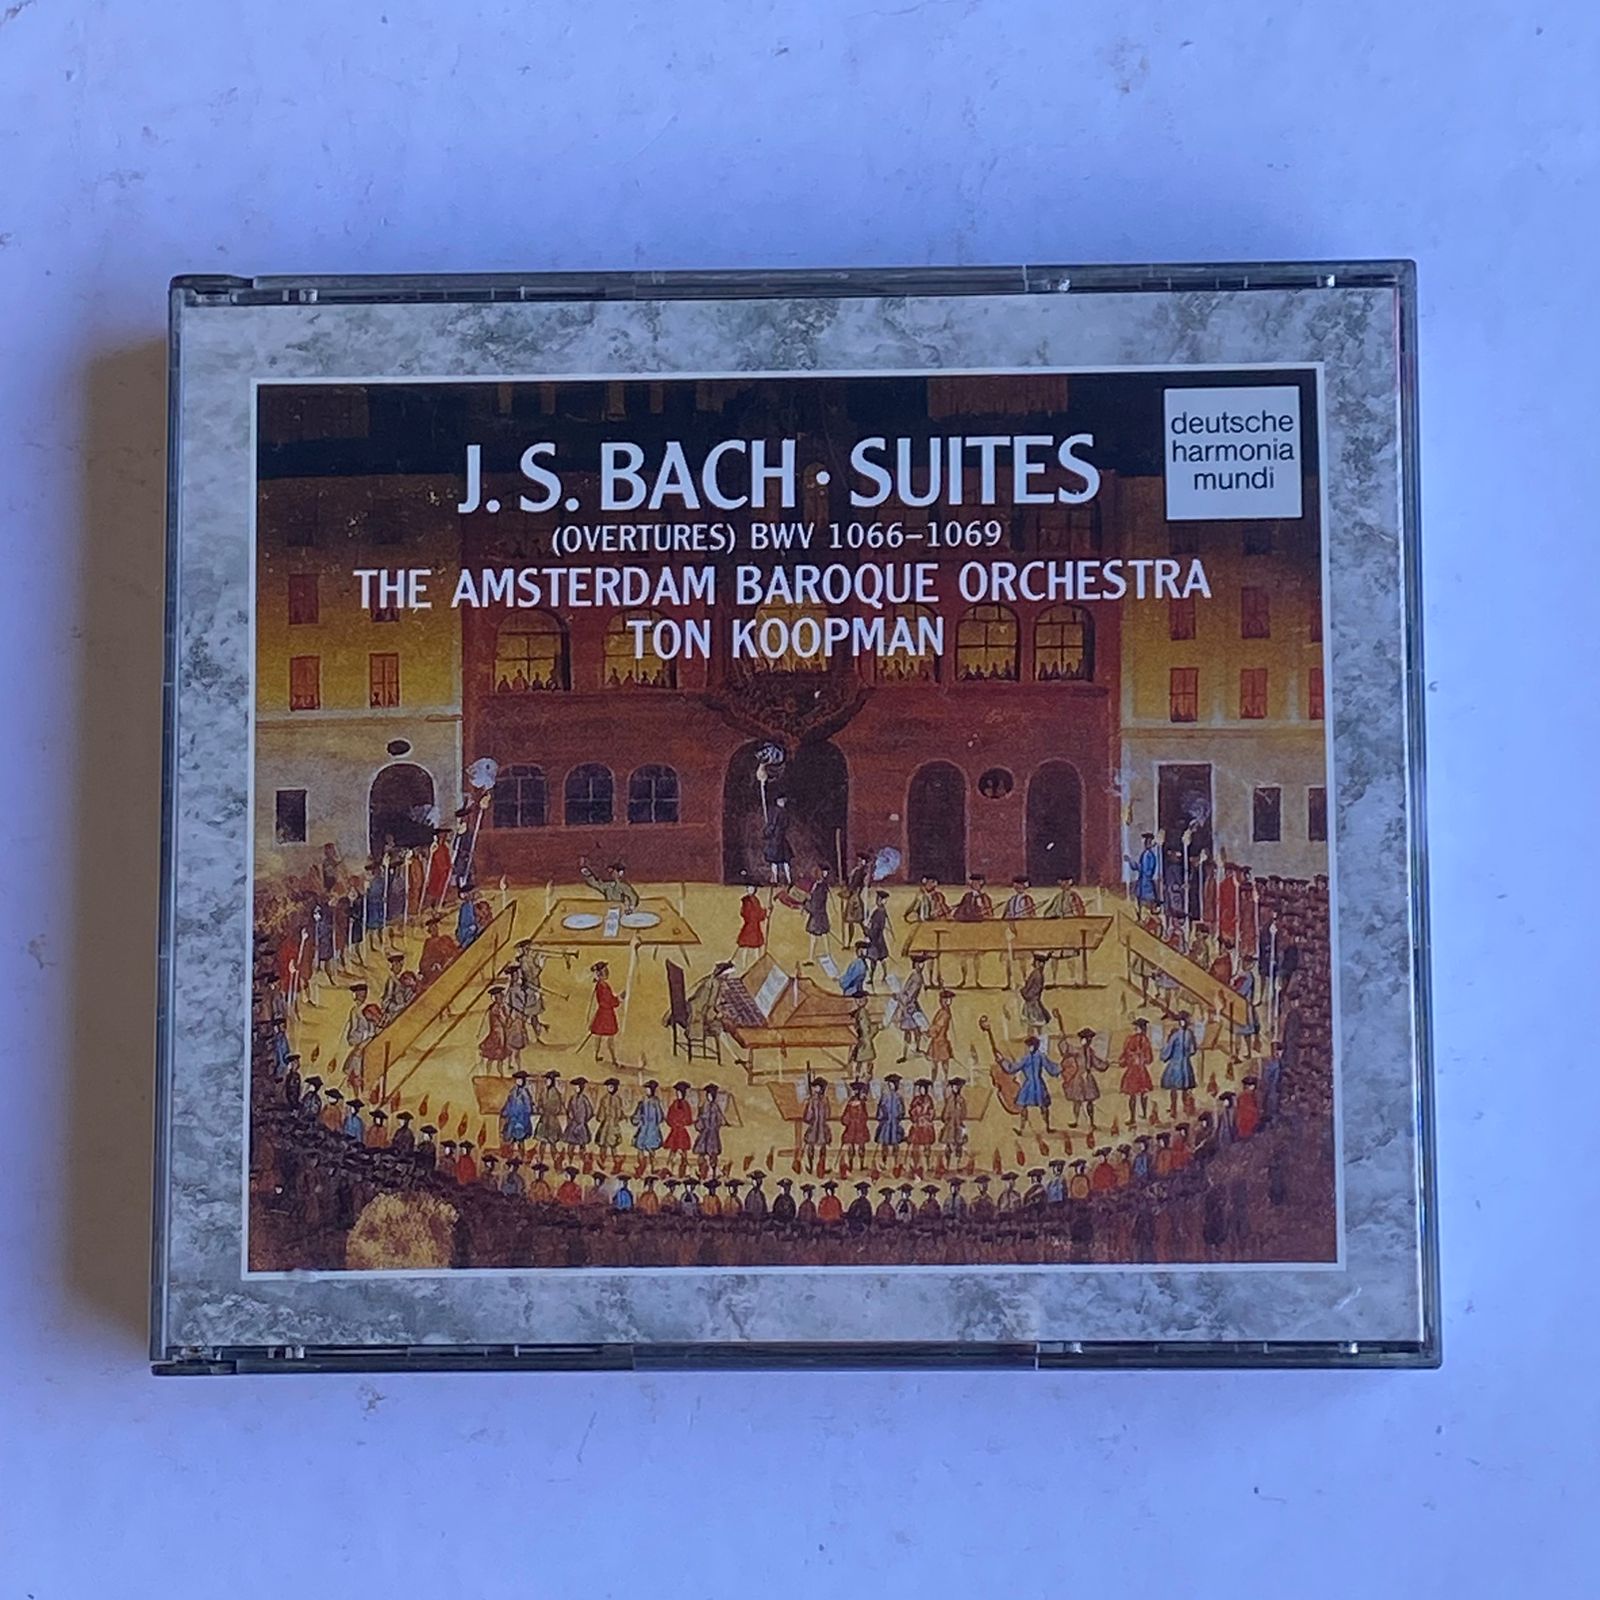 J. S. BACH · SUITES
(OVERTURES) BWV 1066–1069
THE AMSTERDAM BAROQUE ORCHESTRA
TON KOOPMAN
deutsche
harmonia
mundi